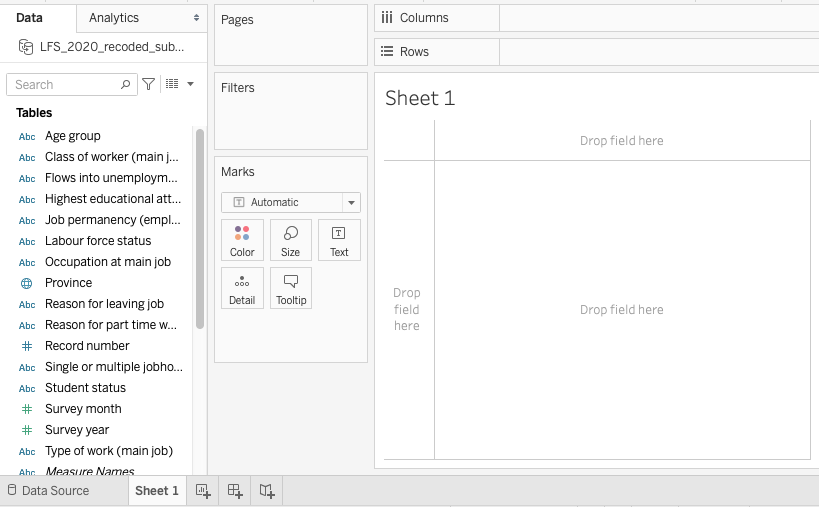 Data
Analytics
LFS_2020_recoded_sub...
Search
Tables
Abc Age group
Abc Class of worker (main j...
Abc Flows into unemploym...
Abc Highest educational att...
Abc Job permanency (empl...
Abc Labour force status
Abc Occupation at main job
Province
Abc Reason for leaving job
Abc Reason for part time w...
# Record number
Abc Single or multiple jobho...
Abc Student status
# Survey month
# Survey year
Abc Type of work (main job)
Abc Measure Names
Pages
Filters
Marks
T Automatic
Color
Size
T
Text
Detail
Tooltip
Columns
Rows
Sheet 1
Drop field here
Drop
field
here
Drop field here
Data Source
Sheet 1